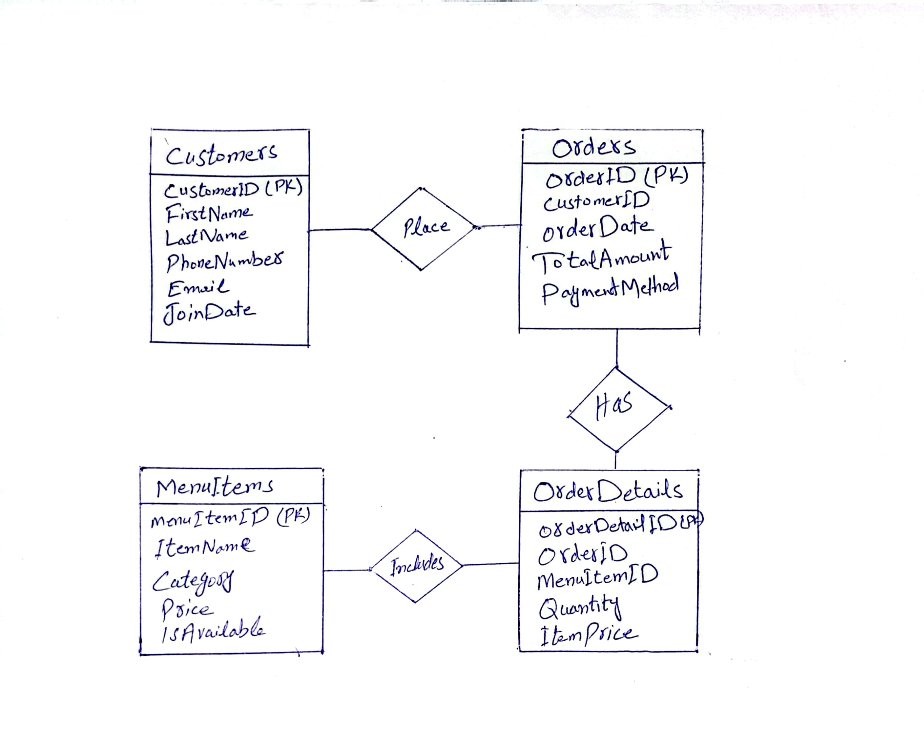 Customers
CustomerID (PK)
FirstName
LastName
PhoneNumber
Email
JoinDate
Place
Orders
OrderID (PK)
CustomerID
OrderDate
TotalAmount
PaymentMethod
Has
MenuItems
MenuItemID (PK)
ItemName
Category
Price
IsAvailable
Includes
OrderDetails
OrderDetailID (PK)
OrderID
MenuItemID
Quantity
ItemPrice